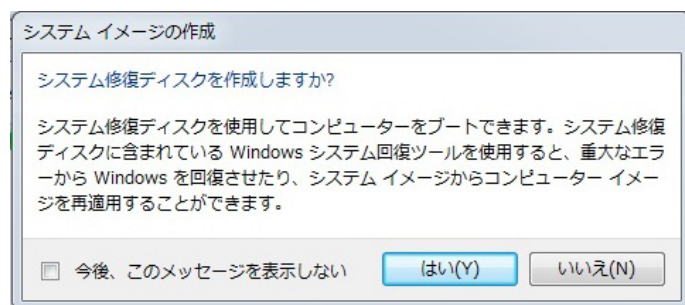 システム イメージの作成
システム修復ディスクを作成しますか?
システム修復ディスクを使用してコンピューターをブートできます。システム修復
ディスクに含まれている Windows システム回復ツールを使用すると、重大なエラ
ーから Windows を回復させたり、システム イメージからコンピューター イメー
ジを再適用することができます。
今後、このメッセージを表示しない
はい(Y)
いいえ(N)